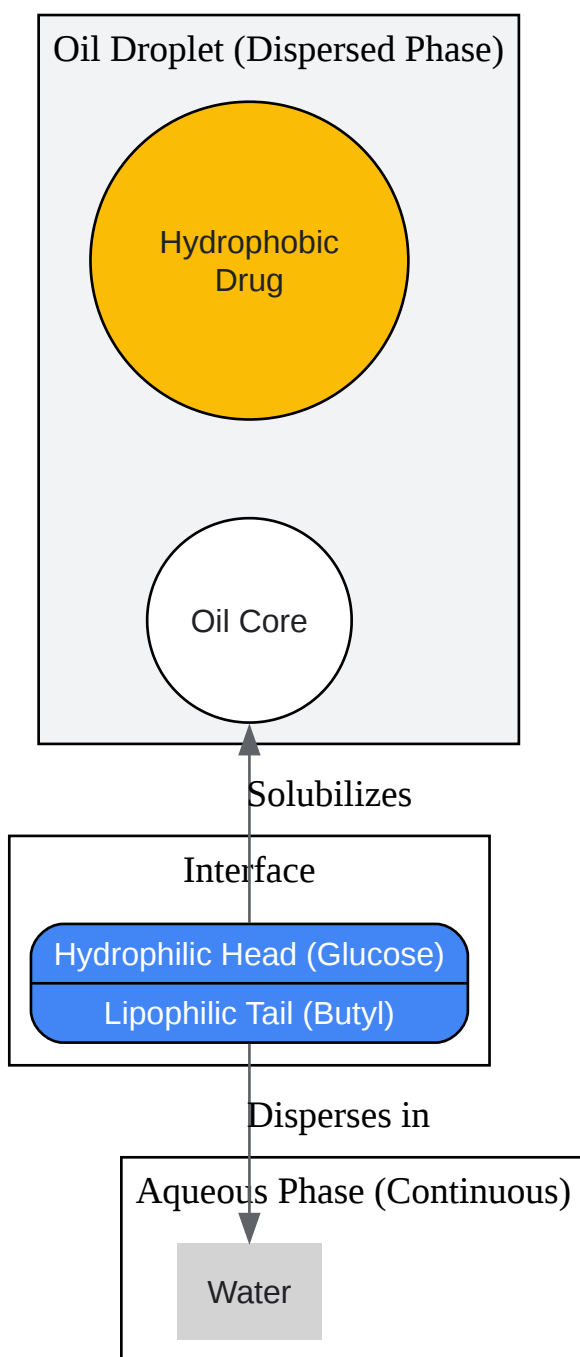 Oil Droplet (Dispersed Phase)
Hydrophobic
Drug
Oil Core
Solubilizes
Interface
Hydrophilic Head (Glucose)
Lipophilic Tail (Butyl)
Disperses in
Aqueous Phase (Continuous)
Water